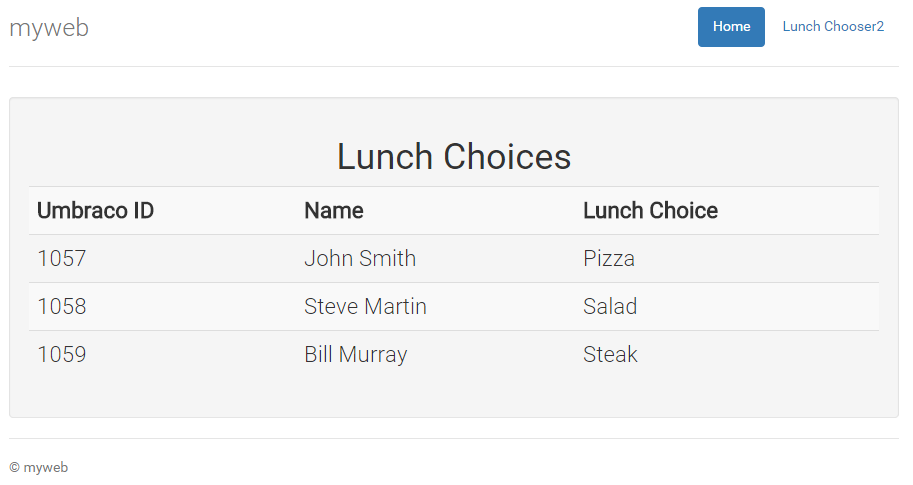 myweb
Home Lunch Chooser2
Lunch Choices
Umbraco ID Name Lunch Choice
1057 John Smith Pizza
1058 Steve Martin Salad
1059 Bill Murray Steak
© myweb